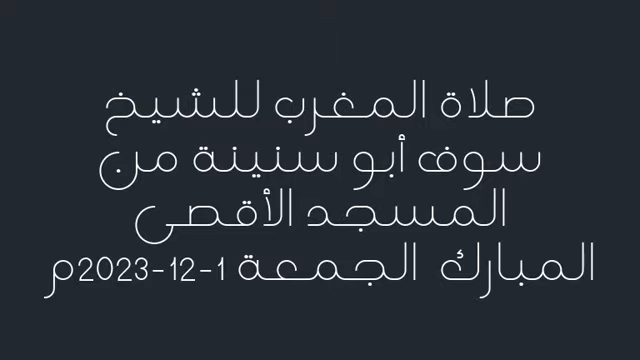 صلاة المغرب للشيخ
سوف أبو سنينة من
المسجد الأقصى
المبارك الجمعة 1-12-2023م